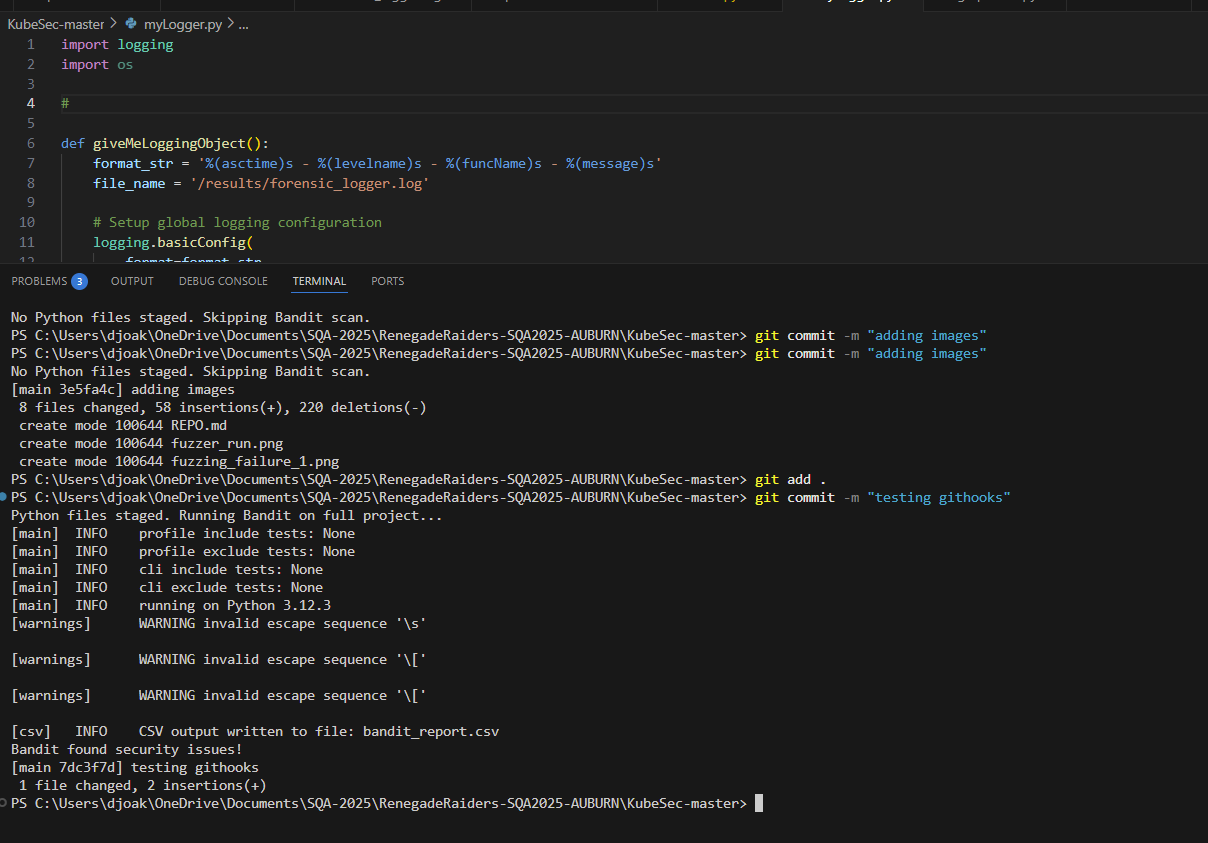 KubeSec-master > myLogger.py > ...
1 import logging
2 import os
3
4 #
5
6 def giveMeLoggingObject():
7 format_str = '%(asctime)s - %(levelname)s - %(funcName)s - %(message)s'
8 file_name = '/results/forensic_logger.log'
9
10 # Setup global logging configuration
11 logging.basicConfig(
12 format=format_str
PROBLEMS 3 OUTPUT DEBUG CONSOLE TERMINAL PORTS
No Python files staged. Skipping Bandit scan.
PS C:\Users\djoak\OneDrive\Documents\SQA-2025\RenegadeRaiders-SQA2025-AUBURN\KubeSec-master> git commit -m "adding images"
PS C:\Users\djoak\OneDrive\Documents\SQA-2025\RenegadeRaiders-SQA2025-AUBURN\KubeSec-master> git commit -m "adding images"
No Python files staged. Skipping Bandit scan.
[main 3e5fa4c] adding images
8 files changed, 58 insertions(+), 220 deletions(-)
create mode 100644 REPO.md
create mode 100644 fuzzer_run.png
create mode 100644 fuzzing_failure_1.png
PS C:\Users\djoak\OneDrive\Documents\SQA-2025\RenegadeRaiders-SQA2025-AUBURN\KubeSec-master> git add .
PS C:\Users\djoak\OneDrive\Documents\SQA-2025\RenegadeRaiders-SQA2025-AUBURN\KubeSec-master> git commit -m "testing githooks"
Python files staged. Running Bandit on full project...
[main] INFO profile include tests: None
[main] INFO profile exclude tests: None
[main] INFO cli include tests: None
[main] INFO cli exclude tests: None
[main] INFO running on Python 3.12.3
[warnings] WARNING invalid escape sequence '\s'
[warnings] WARNING invalid escape sequence '\['
[warnings] WARNING invalid escape sequence '\['
[csv] INFO CSV output written to file: bandit_report.csv
Bandit found security issues!
[main 7dc3f7d] testing githooks
1 file changed, 2 insertions(+)
PS C:\Users\djoak\OneDrive\Documents\SQA-2025\RenegadeRaiders-SQA2025-AUBURN\KubeSec-master>